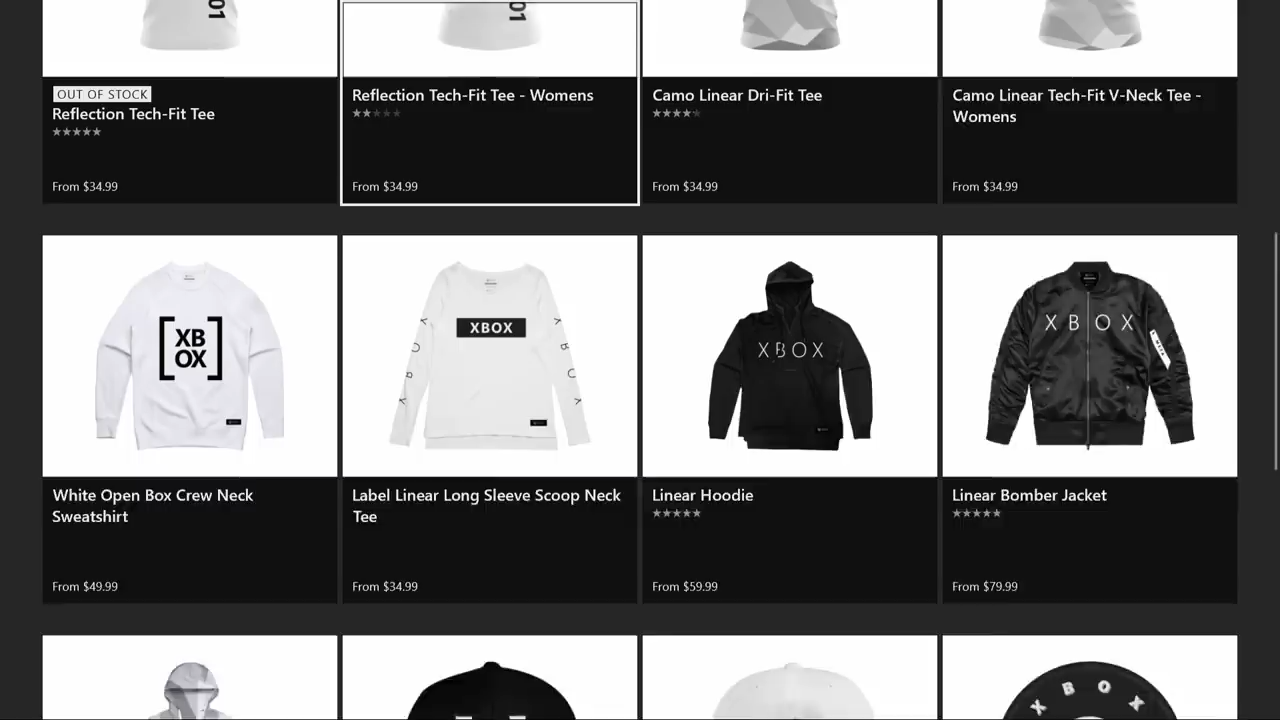 01
01
OUT OF STOCK
Reflection Tech-Fit Tee
From $34.99
Reflection Tech-Fit Tee - Womens
From $34.99
Camo Linear Dri-Fit Tee
From $34.99
Camo Linear Tech-Fit V-Neck Tee -
Womens
From $34.99
XB
OX
White Open Box Crew Neck
Sweatshirt
From $49.99
XBOX
Label Linear Long Sleeve Scoop Neck
Tee
From $34.99
XBOX
Linear Hoodie
From $59.99
XBOX
Linear Bomber Jacket
From $79.99
XBOX